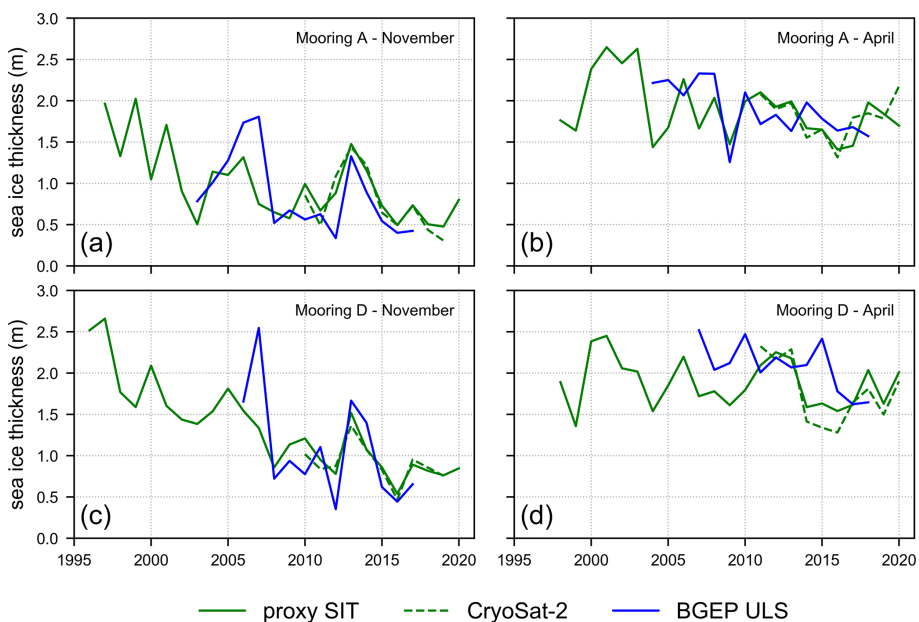 3.0
2.5
2.0
1.5
1.0
0.5
0.0
sea ice thickness (m)
Mooring A - November
(a)
Mooring A - April
(b)
3.0
2.5
2.0
1.5
1.0
0.5
0.0
sea ice thickness (m)
Mooring D - November
(c)
Mooring D - April
(d)
1995 2000 2005 2010 2015 2020
1995 2000 2005 2010 2015 2020
proxy SIT CryoSat-2 BGEP ULS